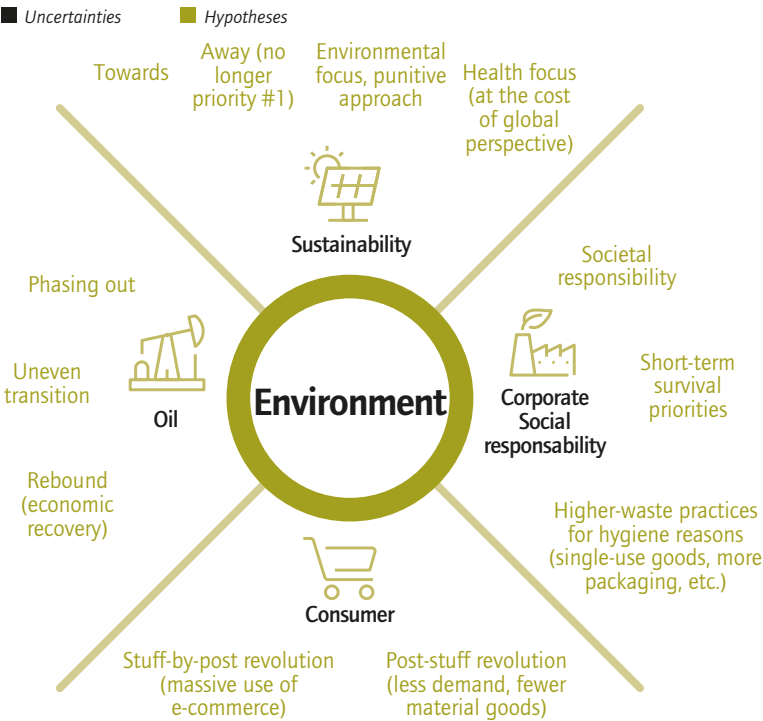 Uncertainties
Hypotheses
Towards
Away (no
longer
priority #1)
Environmental
focus, punitive
approach
Health focus
(at the cost
of global
perspective)
Sustainability
Societal
responsibility
Phasing out
Short-term
survival
priorities
Uneven
transition
Oil
Environment
Corporate
Social
responsability
Rebound
(economic
recovery)
Higher-waste practices
for hygiene reasons
(single-use goods, more
packaging, etc.)
Consumer
Stuff-by-post revolution
(massive use of
e-commerce)
Post-stuff revolution
(less demand, fewer
material goods)